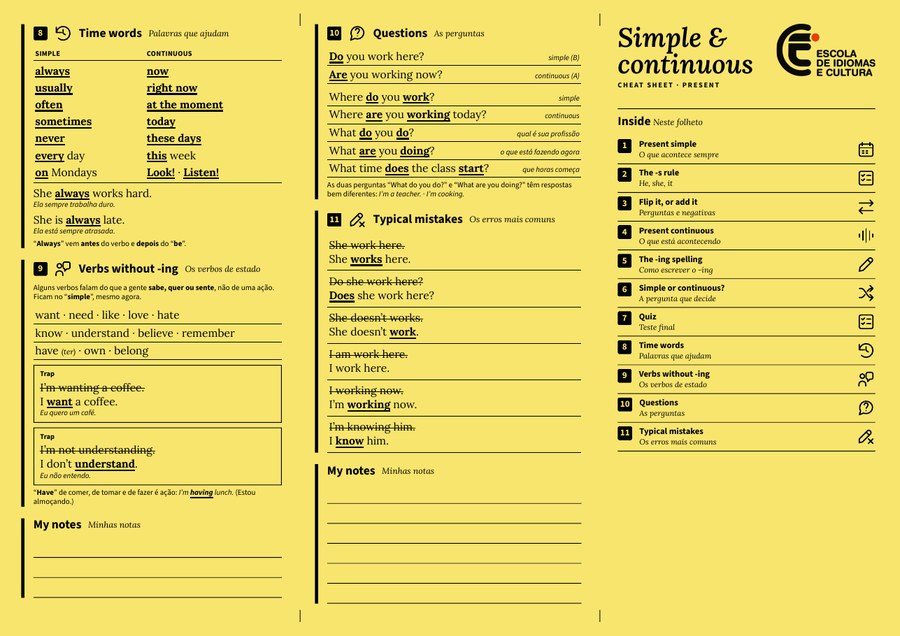 8 Time words Palavras que ajudam
SIMPLE CONTINUOUS
always now
usually right now
often at the moment
sometimes today
never these days
every day this week
on Mondays Look! · Listen!
She always works hard.
Ela sempre trabalha duro.
She is always late.
Ela está sempre atrasada.
“Always” vem antes do verbo e depois do “be”.
9 Verbs without -ing Os verbos de estado
Alguns verbos falam do que a gente sabe, quer ou sente, não de uma ação.
Ficam no “simple”, mesmo agora.
want · need · like · love · hate
know · understand · believe · remember
have (ter) · own · belong
Trap
I’m wanting a coffee.
I want a coffee.
Eu quero um café.
Trap
I’m not understanding.
I don’t understand.
Eu não entendo.
“Have” de comer, de tomar e de fazer é ação: I’m having lunch. (Estou
almoçando.)
My notes Minhas notas
10 Questions As perguntas
Do you work here? simple (B)
Are you working now? continuous (A)
Where do you work? simple
Where are you working today? continuous
What do you do? qual é sua profissão
What are you doing? o que está fazendo agora
What time does the class start? que horas começa
As duas perguntas “What do you do?” e “What are you doing?” têm respostas
bem diferentes: I’m a teacher. · I’m cooking.
11 Typical mistakes Os erros mais comuns
She work here.
She works here.
Do she work here?
Does she work here?
She doesn’t works.
She doesn’t work.
I am work here.
I work here.
I working now.
I’m working now.
I’m knowing him.
I know him.
My notes Minhas notas
Simple &
continuous
CHEAT SHEET · PRESENT
ESCOLA
DE IDIOMAS
E CULTURA
Inside Neste folheto
1 Present simple
O que acontece sempre
2 The -s rule
He, she, it
3 Flip it, or add it
Perguntas e negativas
4 Present continuous
O que está acontecendo
5 The -ing spelling
Como escrever o -ing
6 Simple or continuous?
A pergunta que decide
7 Quiz
Teste final
8 Time words
Palavras que ajudam
9 Verbs without -ing
Os verbos de estado
10 Questions
As perguntas
11 Typical mistakes
Os erros mais comuns